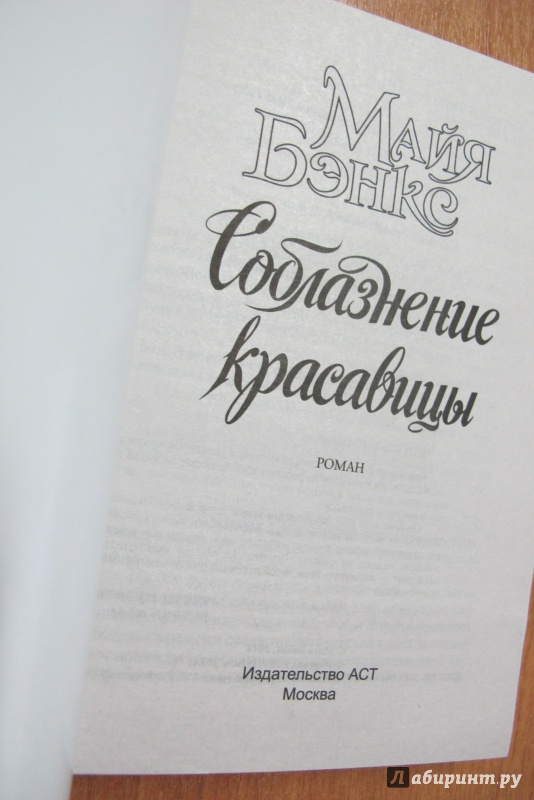 Майя
Бэнкс
Соблазнение
красавицы
РОМАН
Издательство АСТ
Москва
Лабиринт.ру